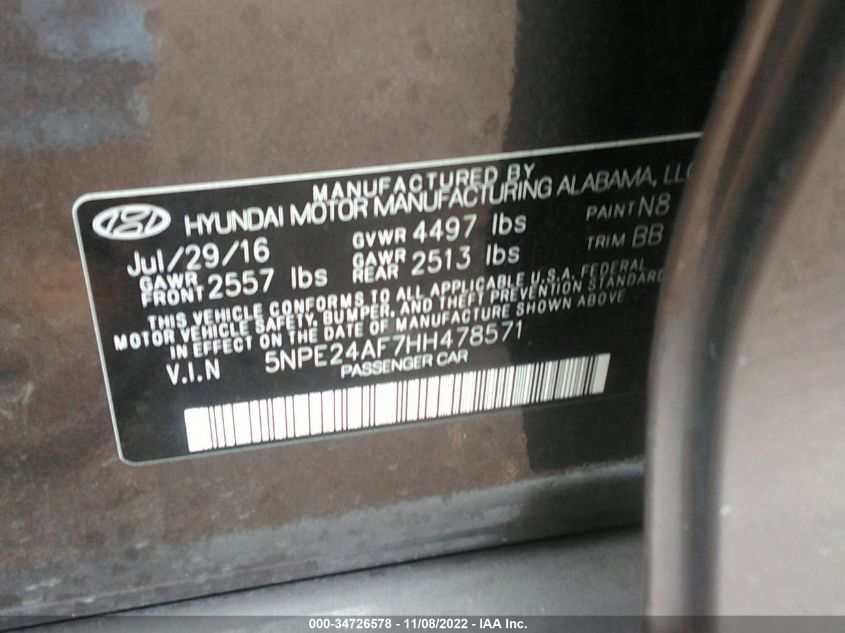 MANUFACTURED BY
HYUNDAI MOTOR MANUFACTURING ALABAMA, LLC
Jul/29/16 GVWR 4497 lbs PAINT N8
GAWR FRONT 2557 lbs GAWR REAR 2513 lbs TRIM BB
THIS VEHICLE CONFORMS TO ALL APPLICABLE U.S.A. FEDERAL
MOTOR VEHICLE SAFETY, BUMPER, AND THEFT PREVENTION STANDARD
IN EFFECT ON THE DATE OF MANUFACTURE SHOWN ABOVE
V.I.N 5NPE24AF7HH478571
PASSENGER CAR
000-34726578 - 11/08/2022 - IAA Inc.